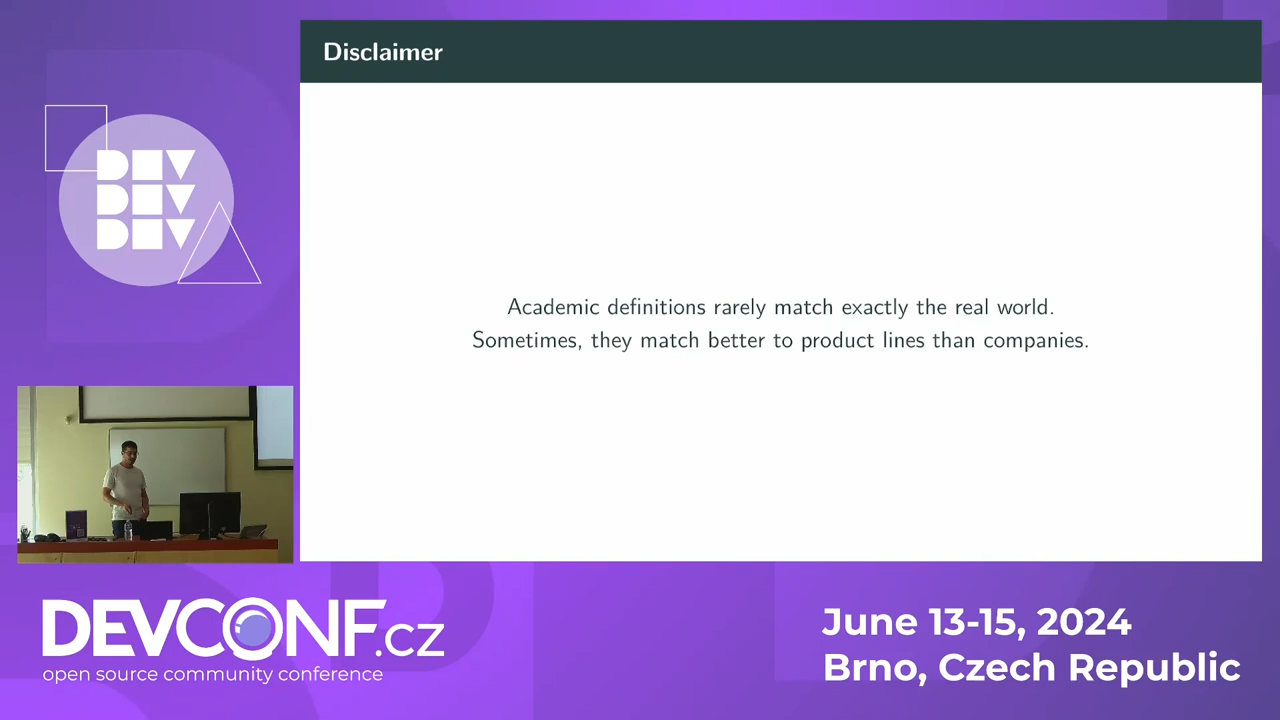 Disclaimer
Academic definitions rarely match exactly the real world.
Sometimes, they match better to product lines than companies.
DEV
DEV
DEV
DEVCONF.cz
open source community conference
June 13-15, 2024
Brno, Czech Republic